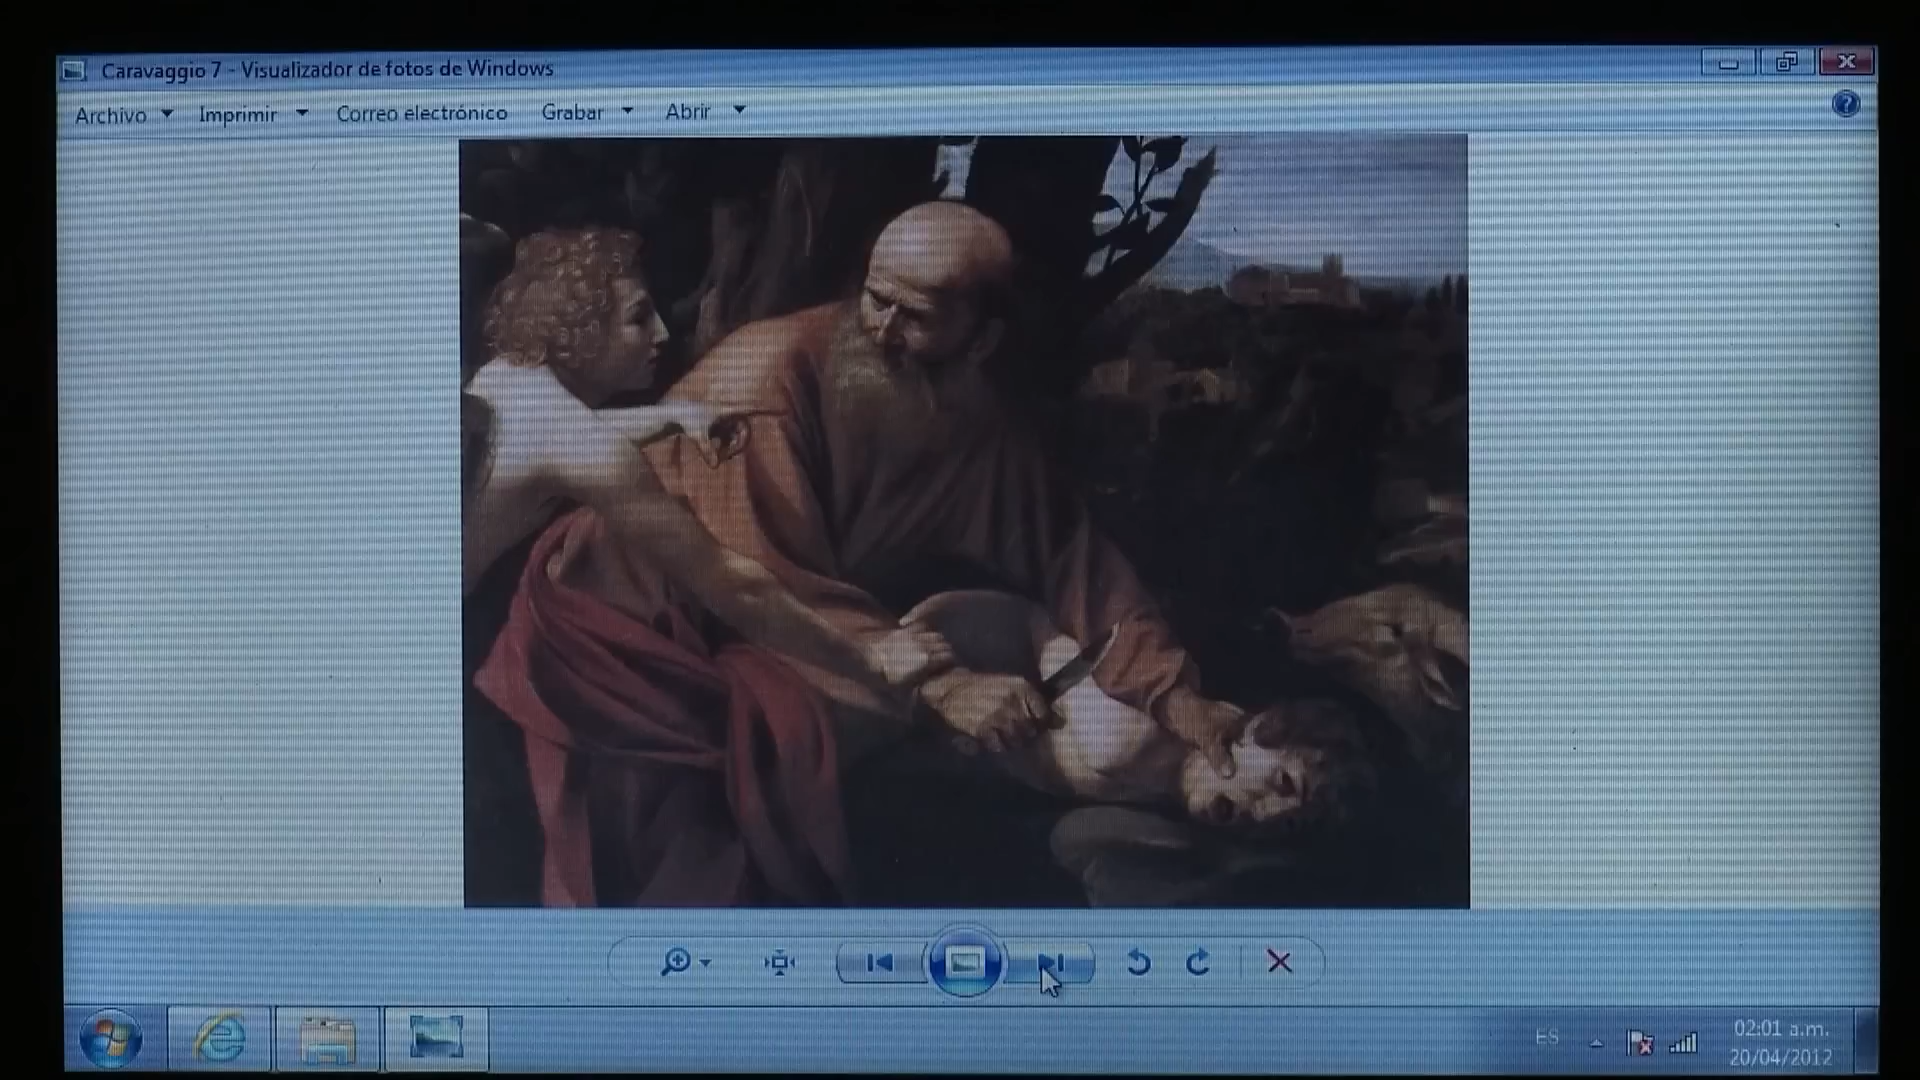 Caravaggio 7 - Visualizador de fotos de Windows
Archivo Imprimir Correo electrónico Grabar Abrir
ES
02:01 a.m.
20/04/2012